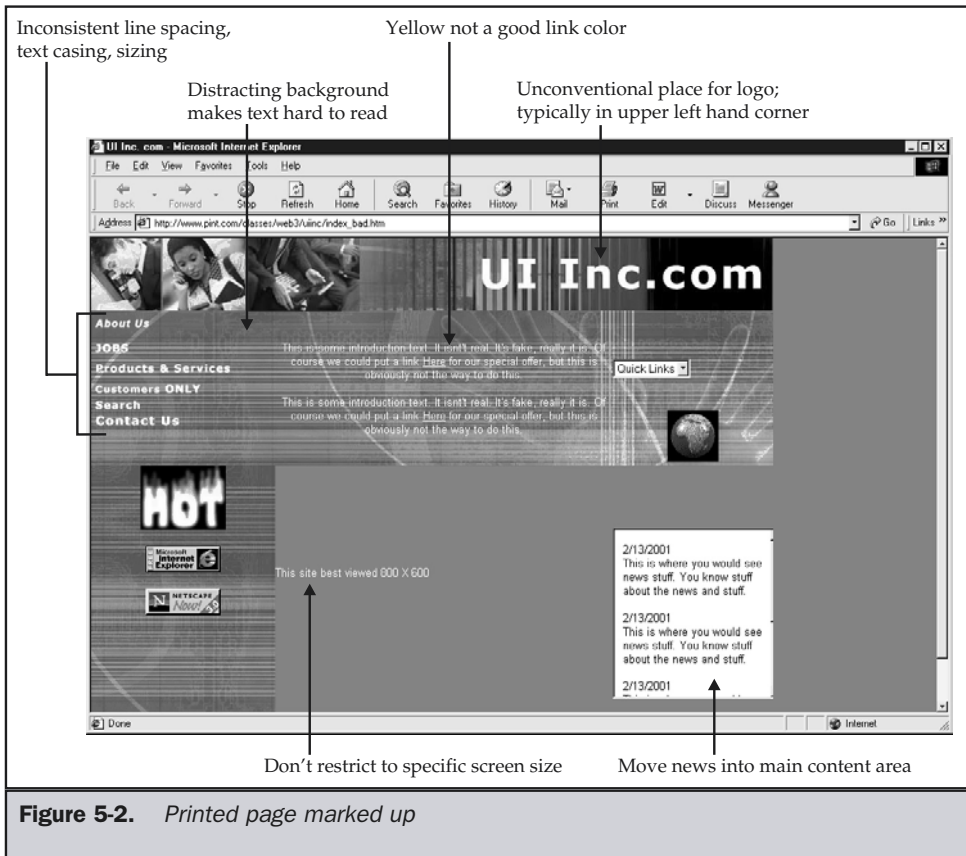 Inconsistent line spacing,
text casing, sizing
Yellow not a good link color
Distracting background
makes text hard to read
Unconventional place for logo;
typically in upper left hand corner
UI Inc. com - Microsoft Internet Explorer
File Edit View Favorites Tools Help
Back Forward Stop Refresh Home Search Favorites History Mail Print Edit Discuss Messenger
Address http://www.pint.com/classes/web3/uiinc/index_bad.htm Go Links »
UI Inc.com
About Us
JOBS
Products & Services
Customers ONLY
Search
Contact Us
This is some introduction text. It isnt't real. It's fake, really it is. Of
course we could put a link Here for our special offer, but this is
obviously not the way to do this.
This is some introduction text. It isnt't real. It's fake, really it is. Of
course we could put a link Here for our special offer, but this is
obviously not the way to do this.
Quick Links
HOT
Microsoft
Internet
Explorer
N NETSCAPE
Now!
This site best viewed 800 X 600
2/13/2001
This is where you would see
news stuff. You know stuff
about the news and stuff.
2/13/2001
This is where you would see
news stuff. You know stuff
about the news and stuff.
2/13/2001
Done Internet
Don't restrict to specific screen size
Move news into main content area
Figure 5-2. Printed page marked up